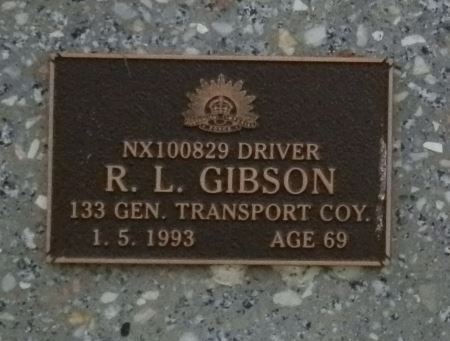 NX100829 DRIVER
R. L. GIBSON
133 GEN. TRANSPORT COY.
1. 5. 1993 AGE 69